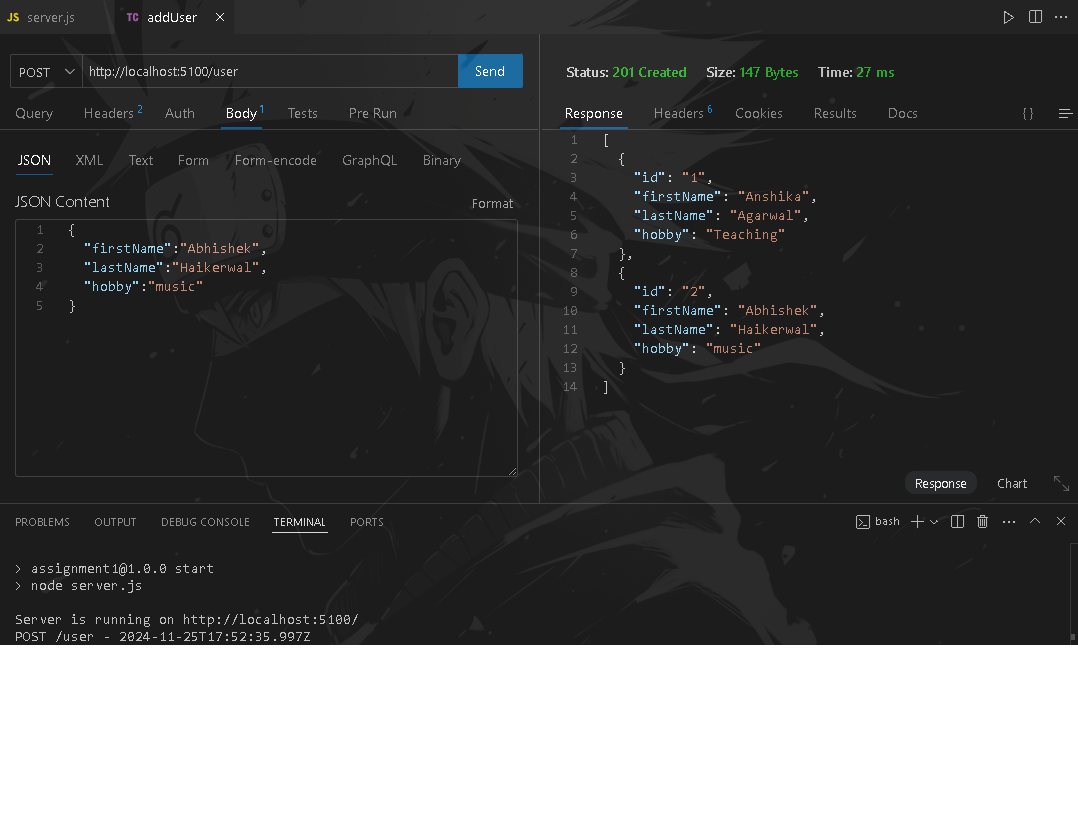 JS server.js TC addUser
POST http://localhost:5100/user Send
Query Headers 2 Auth Body 1 Tests Pre Run
JSON XML Text Form Form-encode GraphQL Binary
JSON Content Format
1 {
2 "firstName":"Abhishek",
3 "lastName":"Haikerwal",
4 "hobby":"music"
5 }
Status: 201 Created Size: 147 Bytes Time: 27 ms
Response Headers 6 Cookies Results Docs {}
1 [
2 {
3 "id": "1",
4 "firstName": "Anshika",
5 "lastName": "Agarwal",
6 "hobby": "Teaching"
7 },
8 {
9 "id": "2",
10 "firstName": "Abhishek",
11 "lastName": "Haikerwal",
12 "hobby": "music"
13 }
14 ]
Response Chart
PROBLEMS OUTPUT DEBUG CONSOLE TERMINAL PORTS bash
> assignment1@1.0.0 start
> node server.js
Server is running on http://localhost:5100/
POST /user - 2024-11-25T17:52:35.997Z